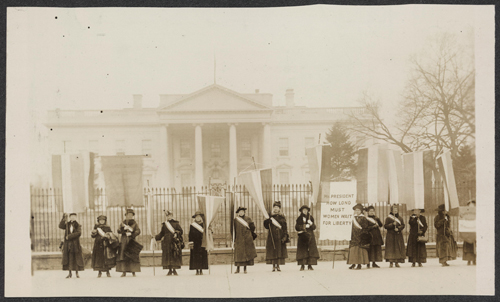 MR. PRESIDENT
HOW LONG
MUST
WOMEN WAIT
FOR LIBERTY